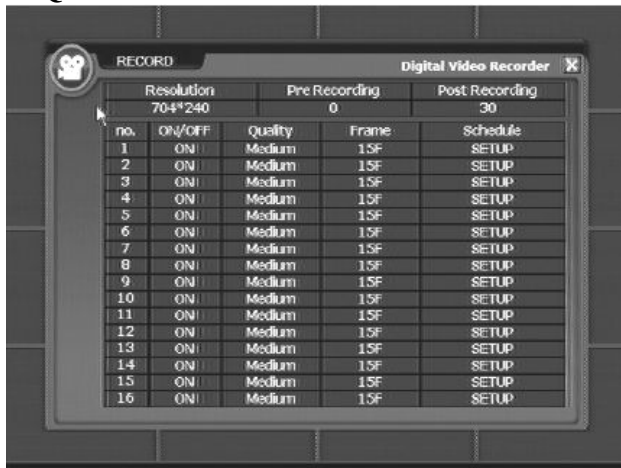 RECORD
Digital Video Recorder X
Resolution Pre Recording Post Recording
704*240 0 30
no. ON/OFF Quality Frame Schedule
1 ON Medium 15F SETUP
2 ON Medium 15F SETUP
3 ON Medium 15F SETUP
4 ON Medium 15F SETUP
5 ON Medium 15F SETUP
6 ON Medium 15F SETUP
7 ON Medium 15F SETUP
8 ON Medium 15F SETUP
9 ON Medium 15F SETUP
10 ON Medium 15F SETUP
11 ON Medium 15F SETUP
12 ON Medium 15F SETUP
13 ON Medium 15F SETUP
14 ON Medium 15F SETUP
15 ON Medium 15F SETUP
16 ON Medium 15F SETUP